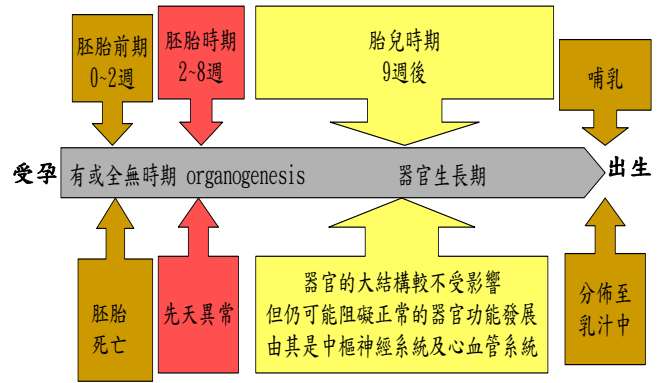 胚胎前期
0~2週
胚胎時期
2~8週
胎兒時期
9週後
哺乳
受孕
有或全無時期 organogenesis
器官生長期
出生
胚胎
死亡
先天異常
器官的大結構較不受影響
但仍可能阻礙正常的器官功能發展
由其是中樞神經系統及心血管系統
分佈至
乳汁中